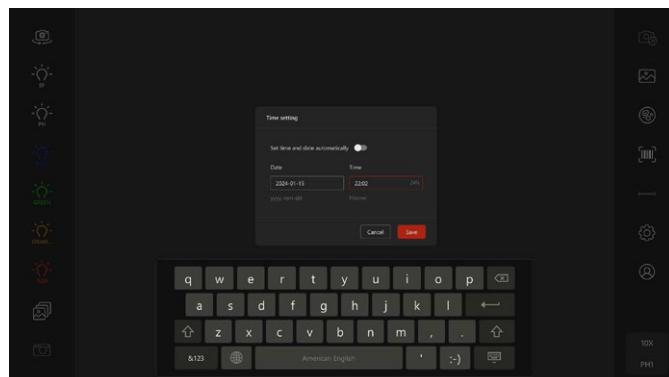 Time setting
Set time and date automatically
Date Time
2024-01-15 22:02 24h
yyyy-mm-dd hh:mm
Cancel Save
PH
GREEN
10X
PH1
q w e r t y u i o p
a s d f g h j k l
z x c v b n m , .
&123 American English ' :-)